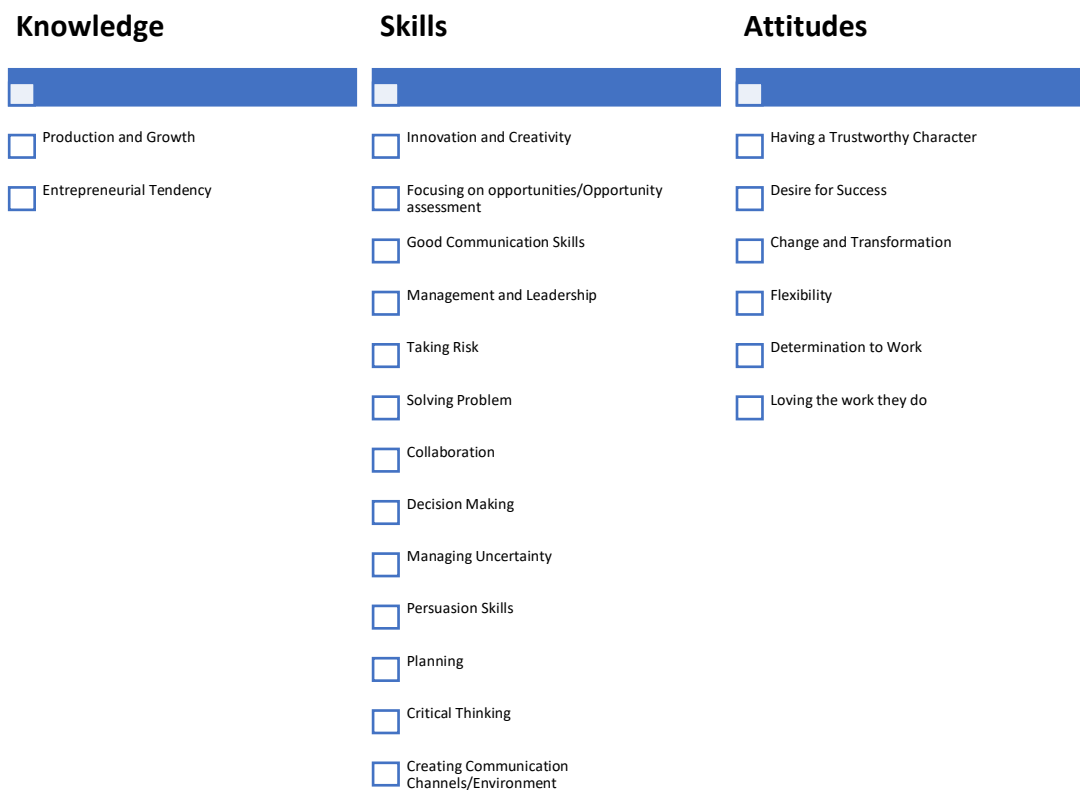 Knowledge
Production and Growth
Entrepreneurial Tendency
Skills
Innovation and Creativity
Focusing on opportunities/Opportunity
assessment
Good Communication Skills
Management and Leadership
Taking Risk
Solving Problem
Collaboration
Decision Making
Managing Uncertainty
Persuasion Skills
Planning
Critical Thinking
Creating Communication
Channels/Environment
Attitudes
Having a Trustworthy Character
Desire for Success
Change and Transformation
Flexibility
Determination to Work
Loving the work they do